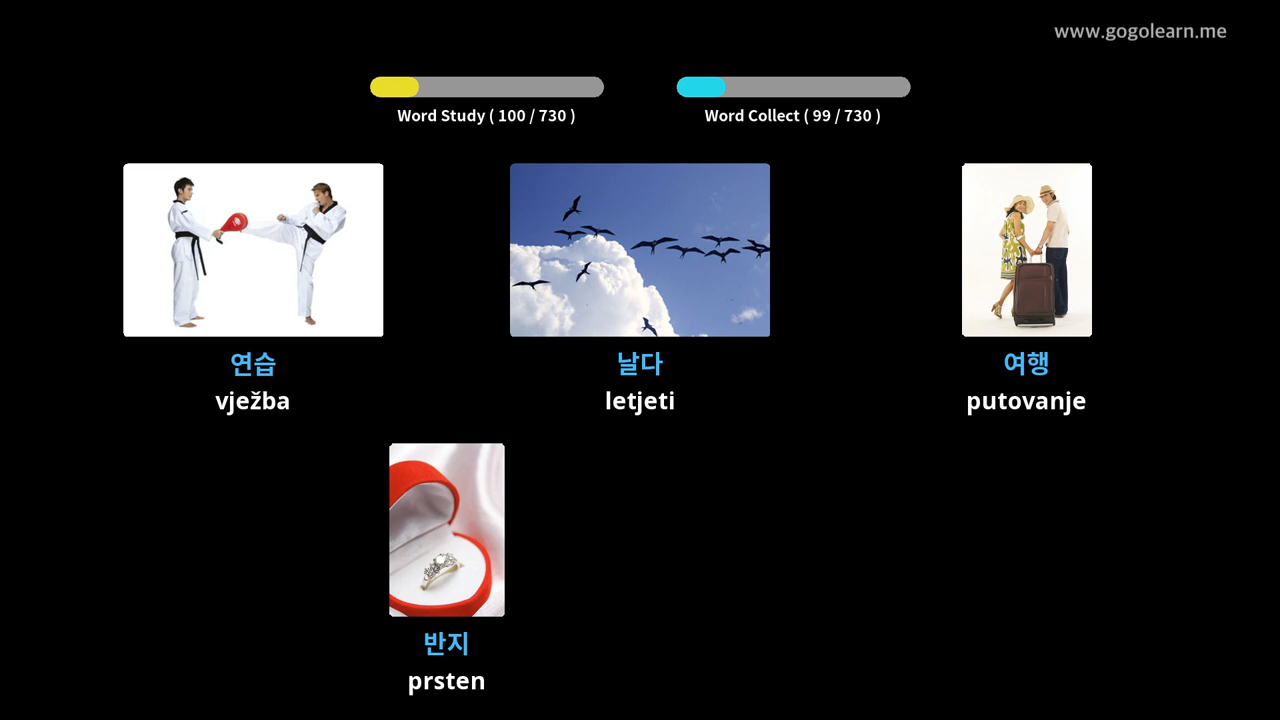 www.gogolearn.me
Word Study ( 100 / 730 )
Word Collect ( 99 / 730 )
연습
vježba
날다
letjeti
여행
putovanje
반지
prsten